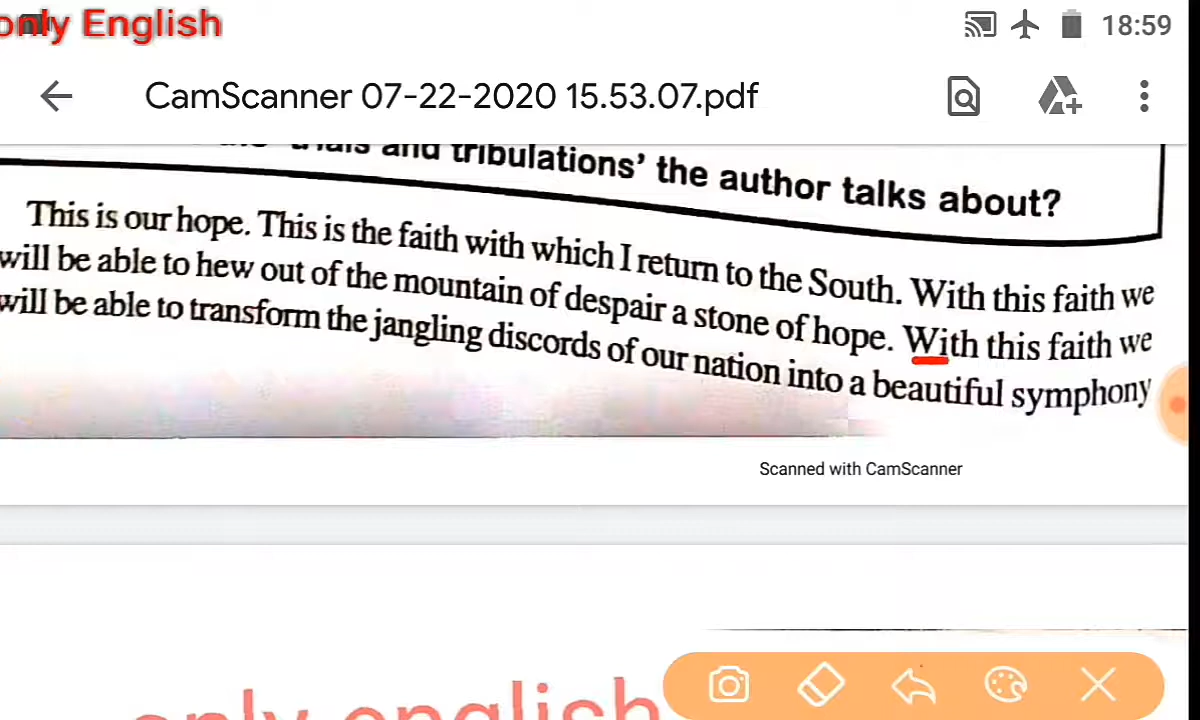 only English
18:59
CamScanner 07-22-2020 15.53.07.pdf
trials and tribulations' the author talks about?
This is our hope. This is the faith with which I return to the South. With this faith we
will be able to hew out of the mountain of despair a stone of hope. With this faith we
will be able to transform the jangling discords of our nation into a beautiful symphony
Scanned with CamScanner
only english